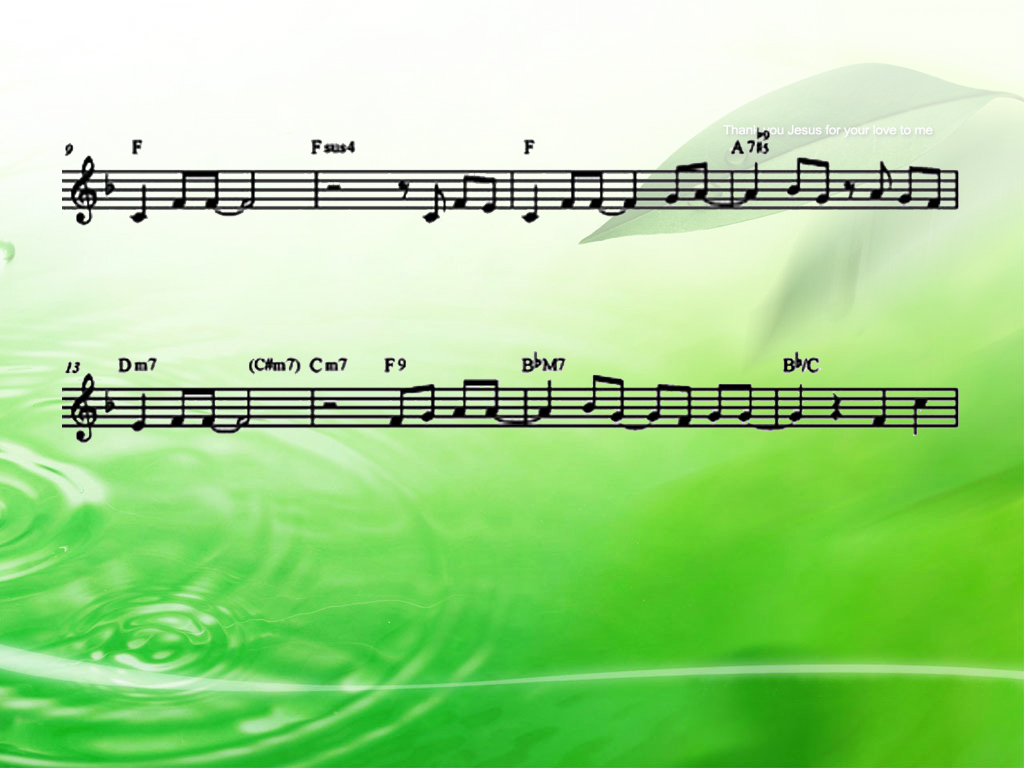 Thank you Jesus for your love to me
9 F Fsus4 F A7♭9#5
13 Dm7 (C#m7) Cm7 F9 B♭M7 B♭/C